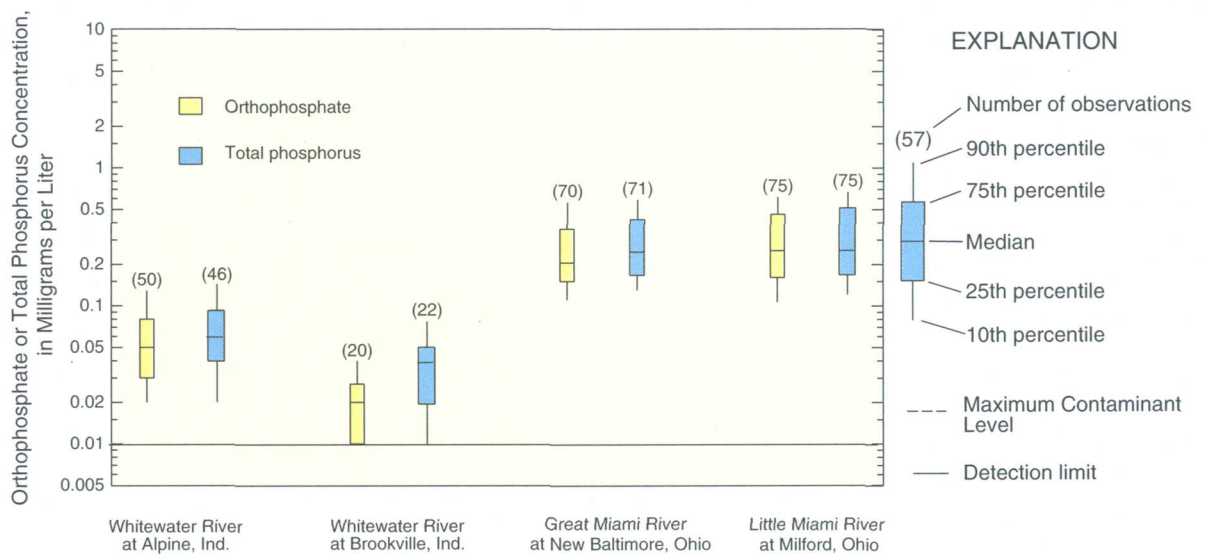 Orthophosphate or Total Phosphorus Concentration,
in Milligrams per Liter
10
5
2
1
0.5
0.2
0.1
0.05
0.02
0.01
0.005
Orthophosphate
Total phosphorus
(50)
(46)
(20)
(22)
(70)
(71)
(75)
(75)
Whitewater River
at Alpine, Ind.
Whitewater River
at Brookville, Ind.
Great Miami River
at New Baltimore, Ohio
Little Miami River
at Milford, Ohio
EXPLANATION
Number of observations
(57)
90th percentile
75th percentile
Median
25th percentile
10th percentile
Maximum Contaminant
Level
Detection limit